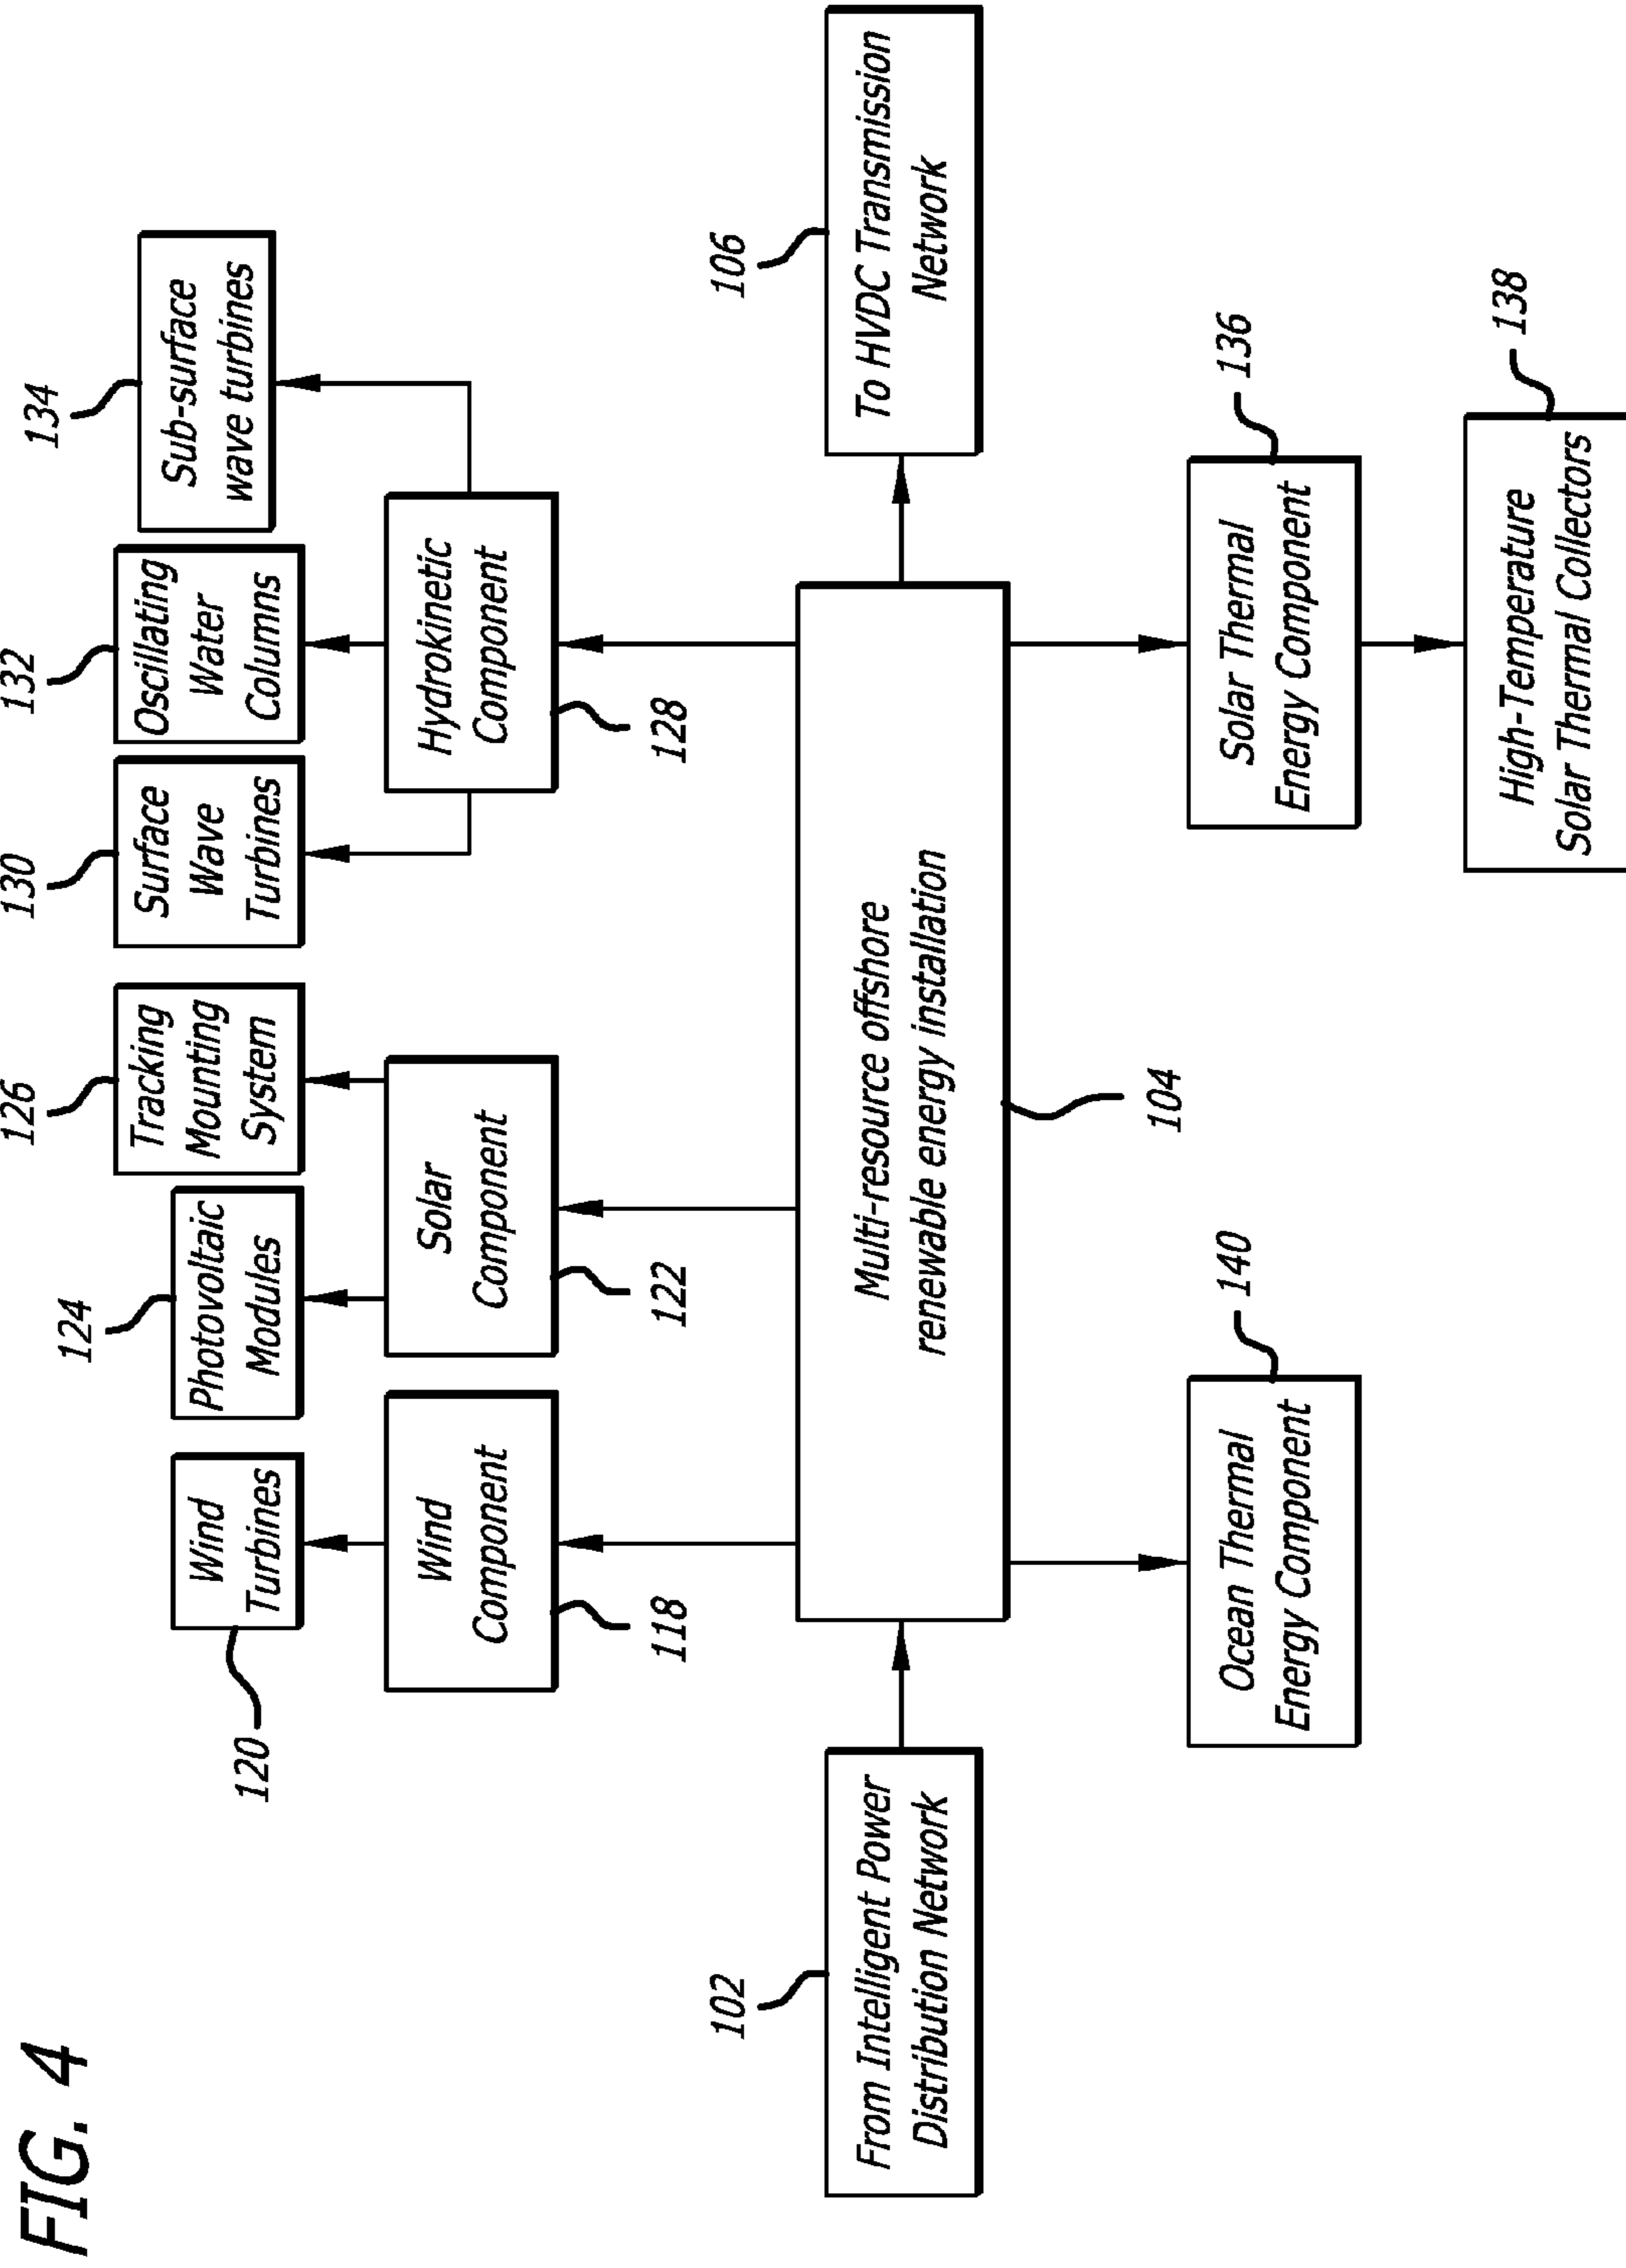 FIG. 4
120
Wind
Turbines
124
Photovoltaic
Modules
126
Tracking
Mounting
System
130
Surface
Wave
Turbines
132
Oscillating
Water
Columns
134
Sub-surface
wave turbines
Wind
Component
118
Solar
Component
122
Hydrokinetic
Component
128
102
From Intelligent Power
Distribution Network
Multi-resource offshore
renewable energy installation
104
106
To HVDC Transmission
Network
Ocean Thermal
Energy Component
140
Solar Thermal
Energy Component
136
High-Temperature
Solar Thermal Collectors
138